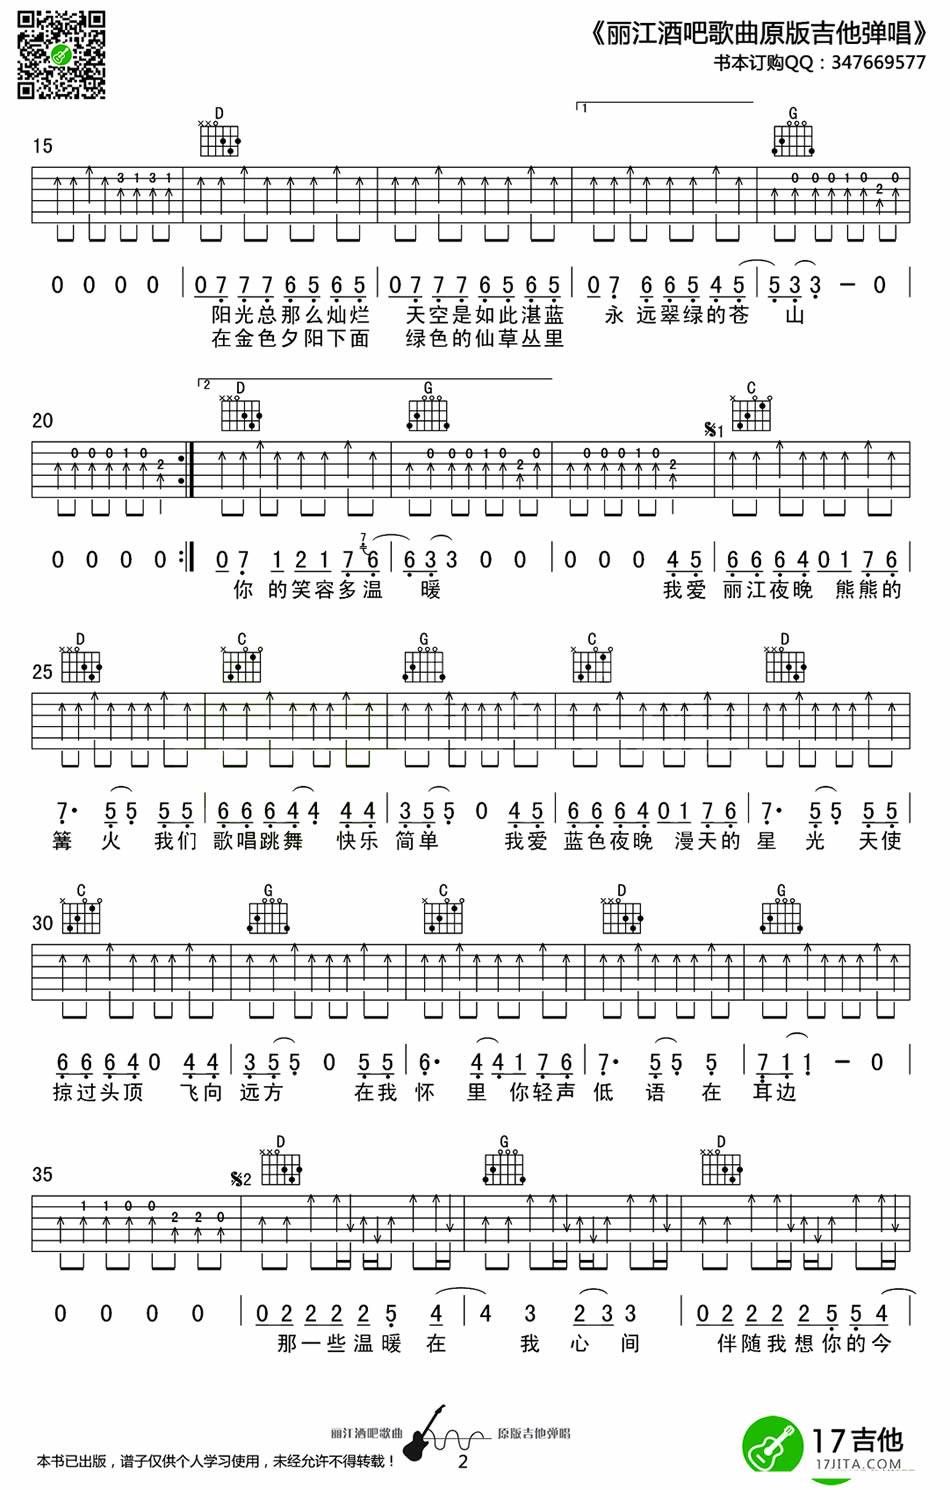 《丽江酒吧歌曲原版吉他弹唱》
书本订购QQ：347669577
1
D G
15
3 1 3 1 0 0 0 0 1 0 2 0
0 0 0 0 0 7 7 7 6 5 6 5 0 7 7 7 6 5 6 5 0 7 6 6 5 4 5 5 3 3 － 0
阳光总那么灿烂 天空是如此湛蓝 永 远翠绿的苍 山
在金色夕阳下面 绿色的仙草丛里
2
D G C
20 1
0 0 0 1 0 2 0 0 0 0 1 0 2 0 0 0 0 1 0 2
0 0 0 0 0 7 1 2 1 7 6 6 3 3 0 0 0 0 0 4 5 6 6 6 4 0 1 7 6
你 的笑容多温 暖 我爱 丽江夜晚 熊熊的
D C G C D
25
7· 5 5 5 5 6 6 6 4 4 4 4 3 5 5 0 4 5 6 6 6 4 0 1 7 6 7· 5 5 5 5
篝 火 我们 歌唱跳舞 快乐 简单 我爱 蓝色夜晚 漫天的 星 光 天使
C G C D G
30
6 6 6 4 0 4 4 3 5 5 0 5 5 6· 4 4 1 7 6 7· 5 5 5 7 1 1 － 0
掠过头顶 飞向 远方 在我 怀 里 你轻声 低 语 在 耳边
D G D
35 2
1 1 0 0 2 2 0
0 0 0 0 0 2 2 2 2 5 4 4 3 2 3 3 0 2 2 2 2 5 5 4
那一些温暖在 我 心 间 伴随我想你的今
丽江酒吧歌曲 原版吉他弹唱
本书已出版，谱子仅供个人学习使用，未经允许不得转载！ 2
17吉他
17JITA.COM